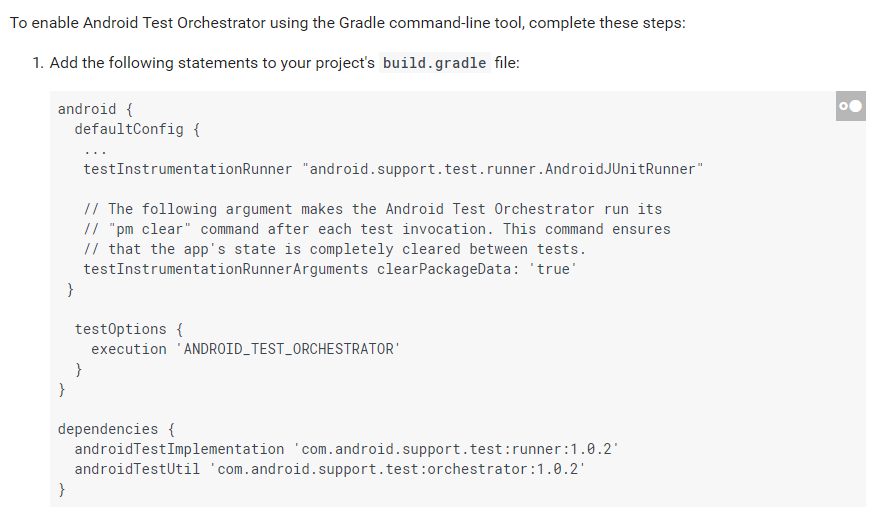 To enable Android Test Orchestrator using the Gradle command-line tool, complete these steps:
1. Add the following statements to your project's build.gradle file:
android {
  defaultConfig {
   ...
   testInstrumentationRunner "android.support.test.runner.AndroidJUnitRunner"

   // The following argument makes the Android Test Orchestrator run its
   // "pm clear" command after each test invocation. This command ensures
   // that the app's state is completely cleared between tests.
   testInstrumentationRunnerArguments clearPackageData: 'true'
 }

  testOptions {
    execution 'ANDROID_TEST_ORCHESTRATOR'
  }
}

dependencies {
  androidTestImplementation 'com.android.support.test:runner:1.0.2'
  androidTestUtil 'com.android.support.test:orchestrator:1.0.2'
}